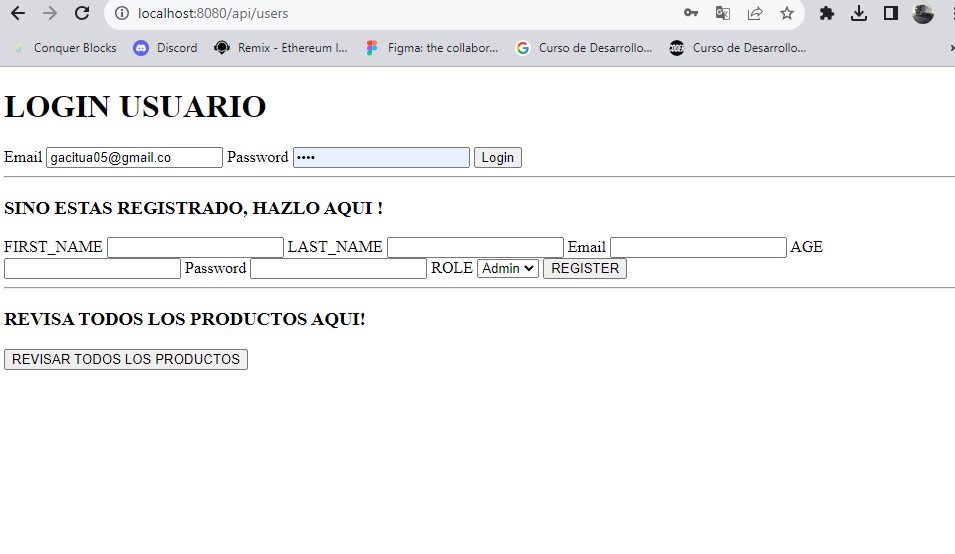 localhost:8080/api/users
Conquer Blocks Discord Remix - Ethereum I... Figma: the collabor... Curso de Desarrollo... Curso de Desarrollo...
LOGIN USUARIO
Email gacitua05@gmail.co Password •••• Login
SINO ESTAS REGISTRADO, HAZLO AQUI !
FIRST_NAME LAST_NAME Email AGE
Password ROLE Admin REGISTER
REVISA TODOS LOS PRODUCTOS AQUI!
REVISAR TODOS LOS PRODUCTOS